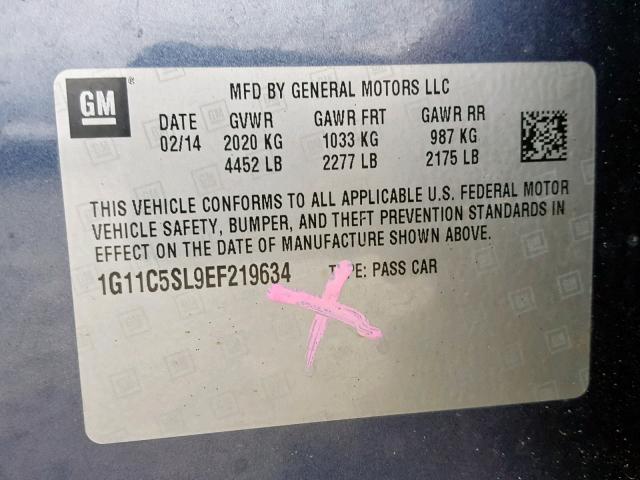 GM ®
MFD BY GENERAL MOTORS LLC
DATE GVWR GAWR FRT GAWR RR
02/14 2020 KG 1033 KG 987 KG
4452 LB 2277 LB 2175 LB
THIS VEHICLE CONFORMS TO ALL APPLICABLE U.S. FEDERAL MOTOR
VEHICLE SAFETY, BUMPER, AND THEFT PREVENTION STANDARDS IN
EFFECT ON THE DATE OF MANUFACTURE SHOWN ABOVE.
1G11C5SL9EF219634 TYPE: PASS CAR